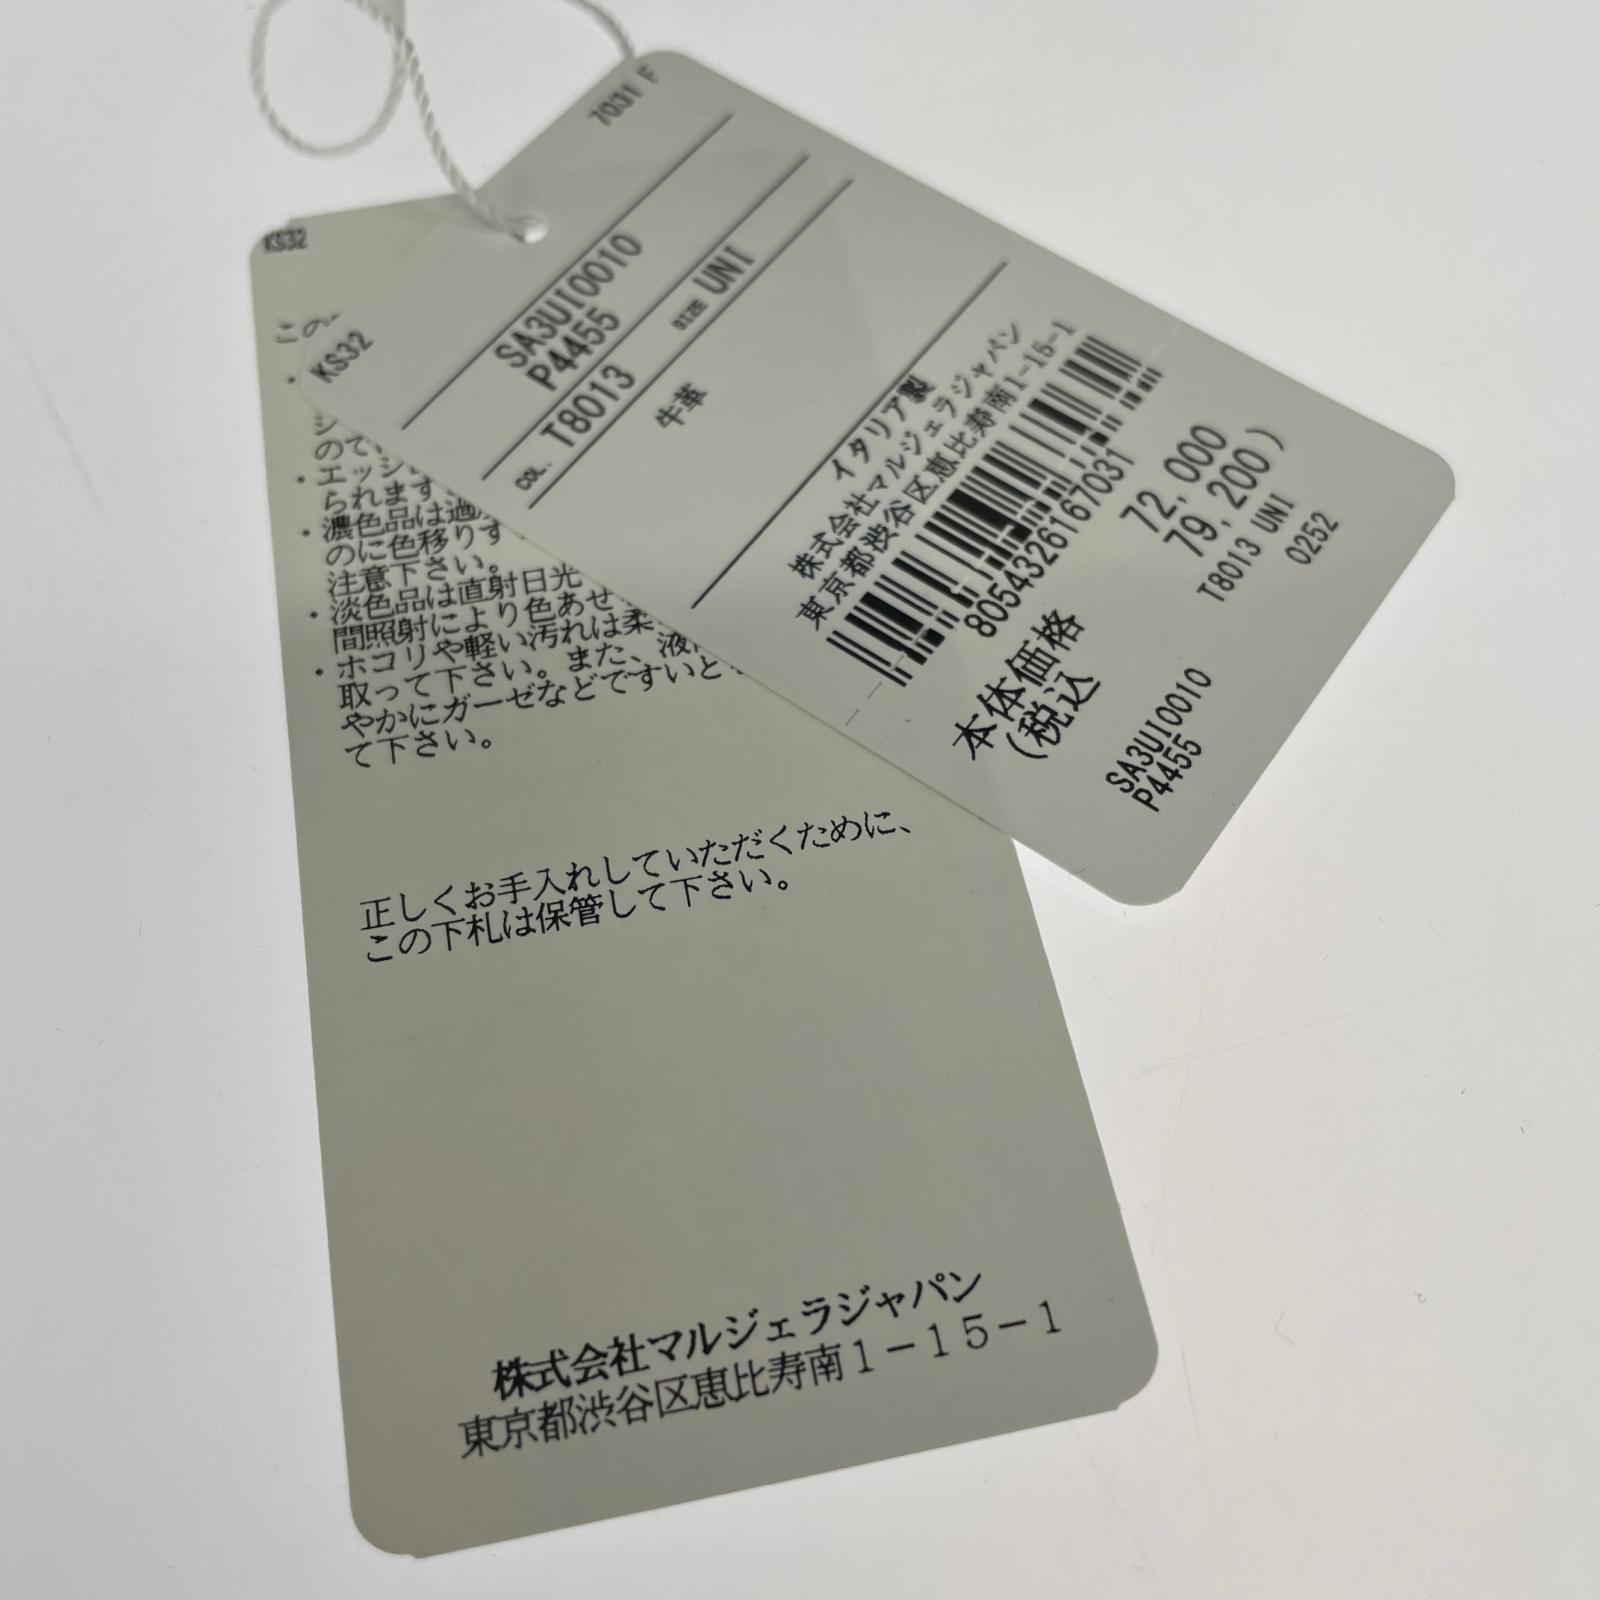 7031 F
KS32
SA3UI0010
P4455
COL. T8013 SIZE UNI
牛革
イタリア製
株式会社マルジェラジャパン
東京都渋谷区恵比寿南1-15-1
8054326167031
本体価格 72,000
(税込 79,200)
T8013 UNI
SA3UI0010
P4455
0252
KS32
この
・
シ
のて
・エッジ
られます
・濃色品は過
のに色移りす
注意下さい。
・淡色品は直射日光
間照射により色あせ
・ホコリや軽い汚れは柔
取って下さい。また、液
やかにガーゼなどですいと
て下さい。
正しくお手入れしていただくために、
この下札は保管して下さい。
株式会社マルジェラジャパン
東京都渋谷区恵比寿南1-15-1